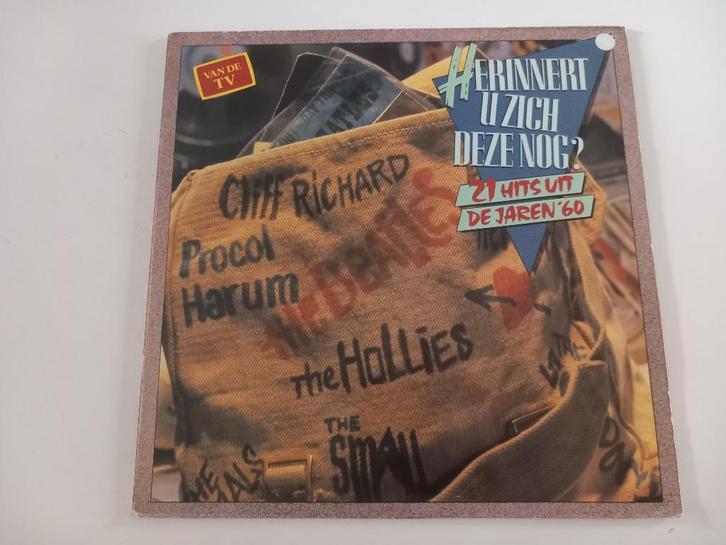 VAN DE
TV
HERINNERT
U ZICH
DEZE NOG?
21 HITS UIT
DE JAREN '60
Cliff RICHARD
Procol
Harum
the BEATLES
The HOLLIES
THE
SMALL